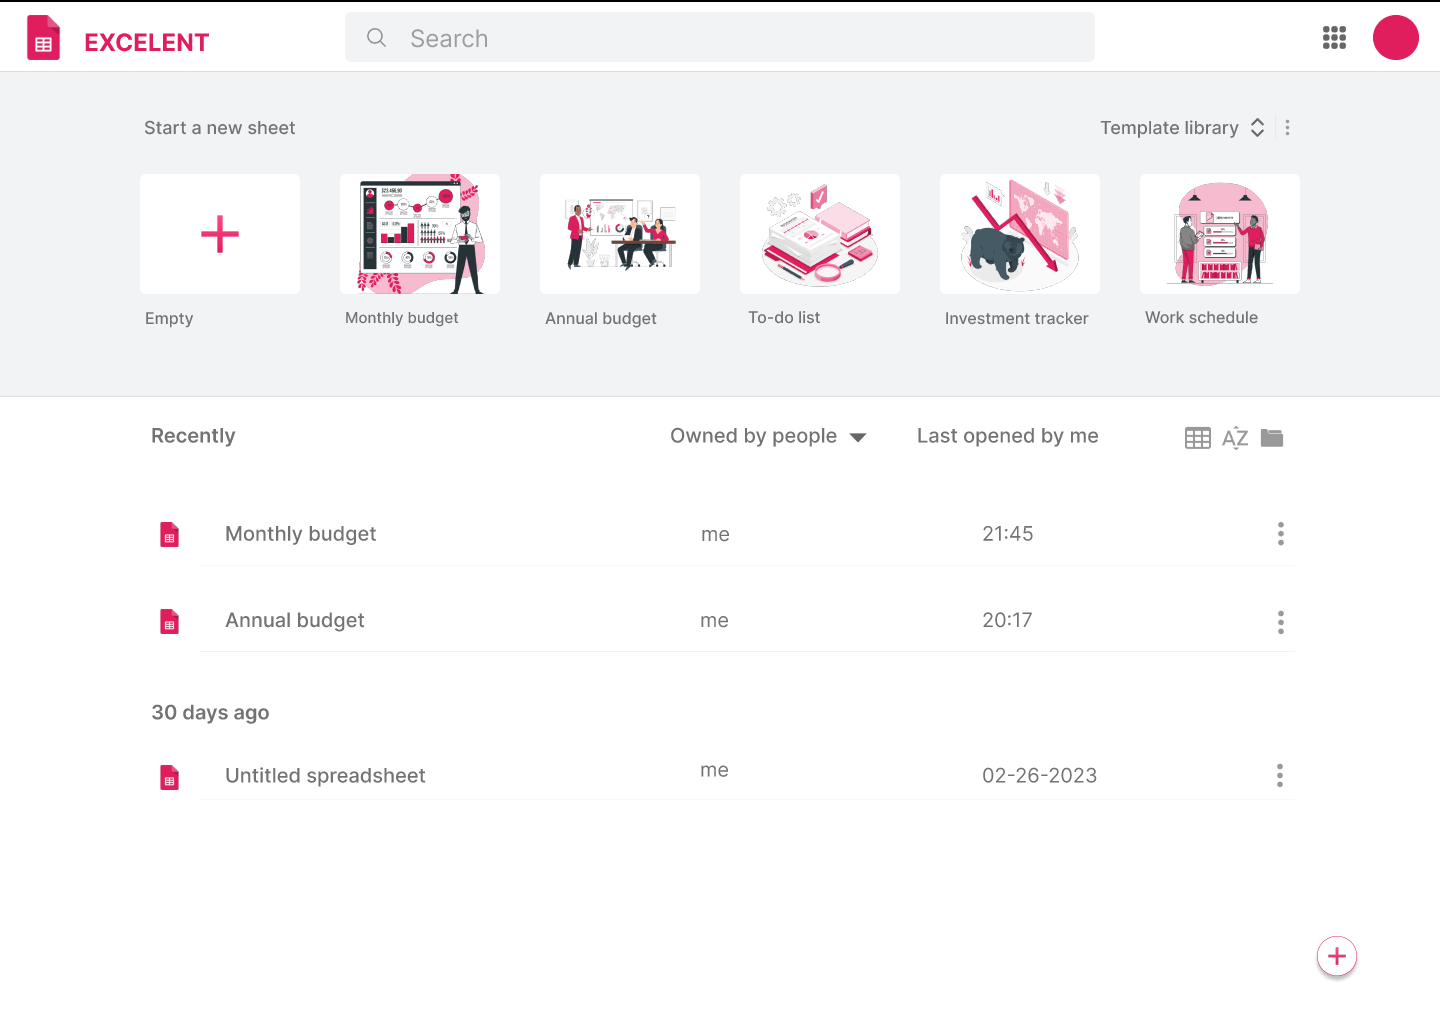 EXCELENT
Search
Start a new sheet
Template library
Empty
Monthly budget
Annual budget
To-do list
Investment tracker
Work schedule
Recently
Owned by people
Last opened by me
AZ
Monthly budget
me
21:45
Annual budget
me
20:17
30 days ago
Untitled spreadsheet
me
02-26-2023